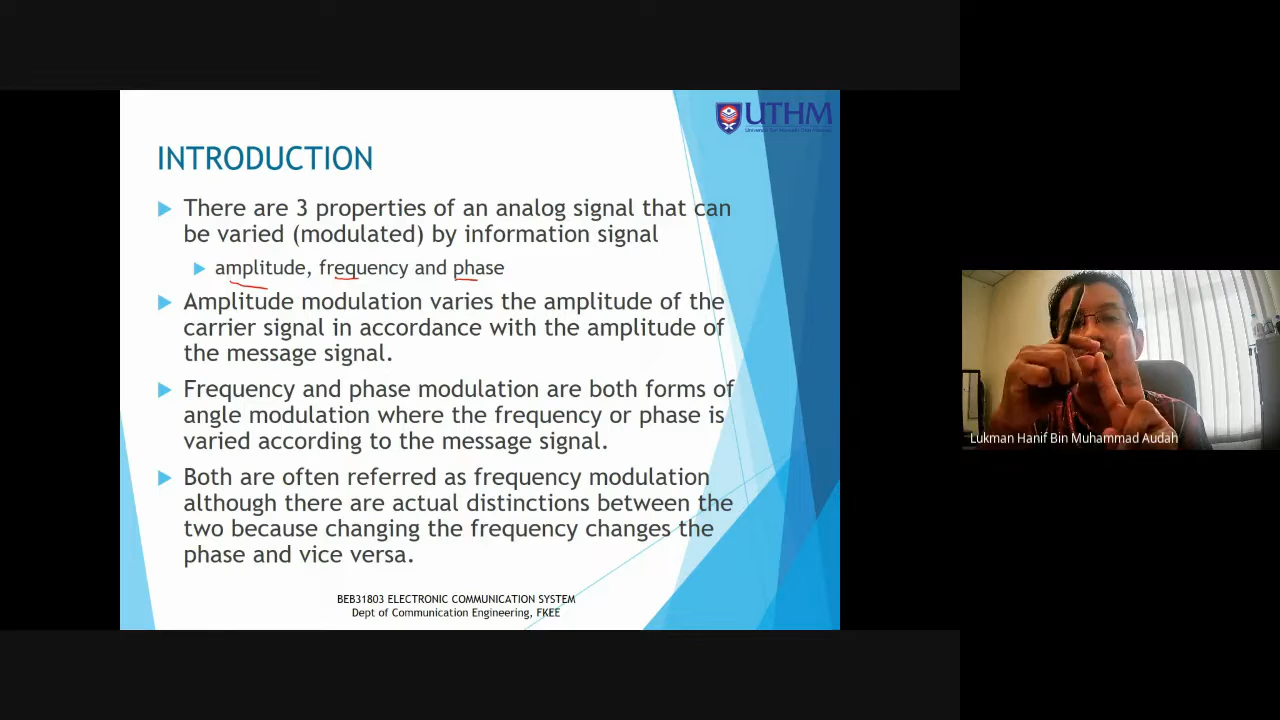 UTHM
INTRODUCTION
There are 3 properties of an analog signal that can
be varied (modulated) by information signal
amplitude, frequency and phase
Amplitude modulation varies the amplitude of the
carrier signal in accordance with the amplitude of
the message signal.
Frequency and phase modulation are both forms of
angle modulation where the frequency or phase is
varied according to the message signal.
Both are often referred as frequency modulation
although there are actual distinctions between the
two because changing the frequency changes the
phase and vice versa.
BEB31803 ELECTRONIC COMMUNICATION SYSTEM
Dept of Communication Engineering, FKEE
Lukman Hanif Bin Muhammad Audah